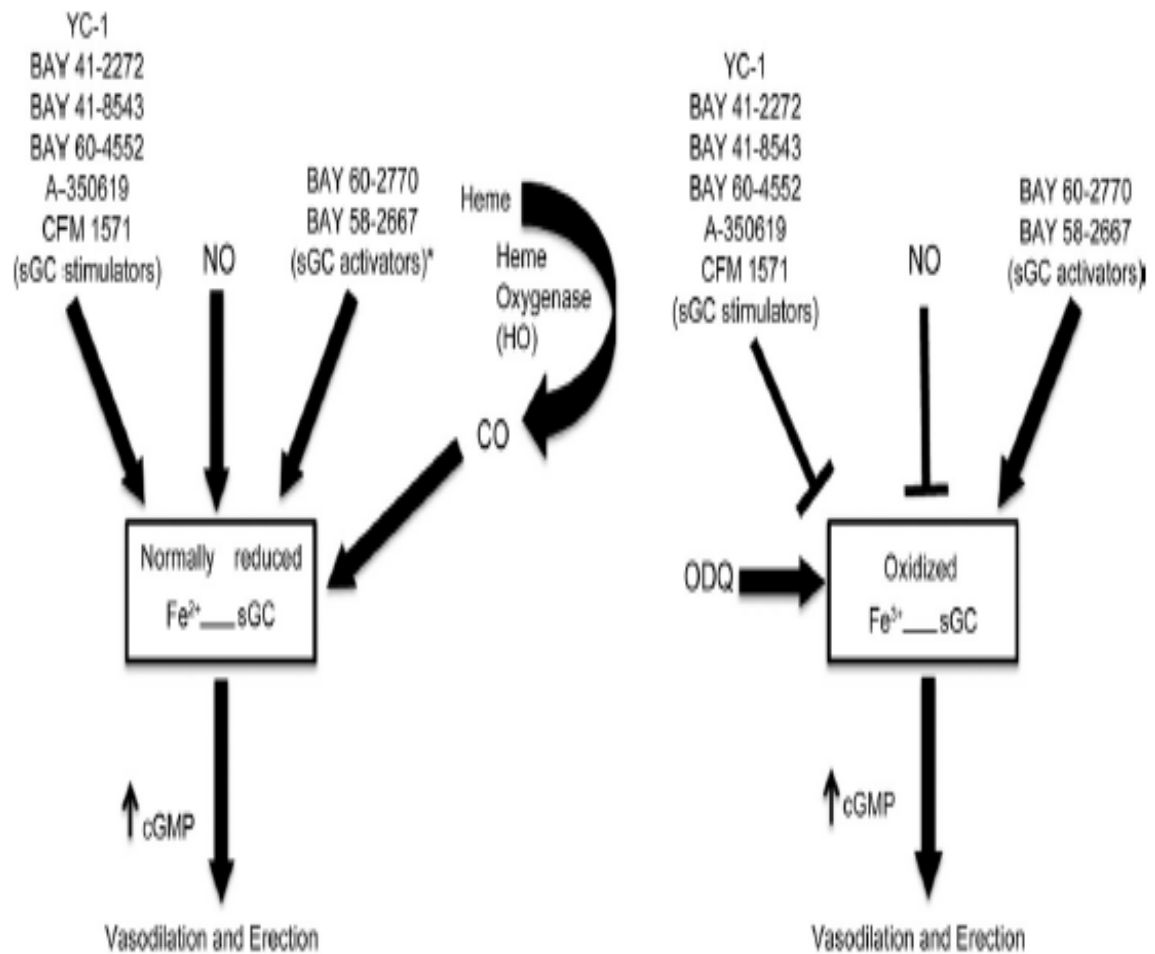 YC-1
BAY 41-2272
BAY 41-8543
BAY 60-4552
A-350619
CFM 1571
(sGC stimulators)
NO
BAY 60-2770
BAY 58-2667
(sGC activators)*
Heme
Heme
Oxygenase
(HO)
CO
Normally reduced
Fe²⁺___sGC
↑ cGMP
Vasodilation and Erection
YC-1
BAY 41-2272
BAY 41-8543
BAY 60-4552
A-350619
CFM 1571
(sGC stimulators)
NO
BAY 60-2770
BAY 58-2667
(sGC activators)
ODQ
Oxidized
Fe³⁺___sGC
↑ cGMP
Vasodilation and Erection